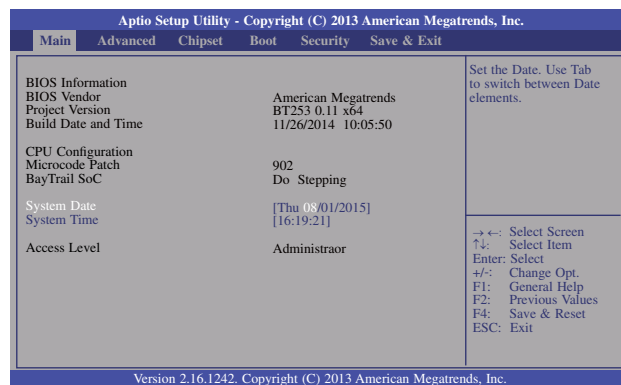 Aptio Setup Utility - Copyright (C) 2013 American Megatrends, Inc.
Main Advanced Chipset Boot Security Save & Exit
BIOS Information
BIOS Vendor American Megatrends
Project Version BT253 0.11 x64
Build Date and Time 11/26/2014 10:05:50
CPU Configuration
Microcode Patch 902
BayTrail SoC Do Stepping
System Date [Thu 08/01/2015]
System Time [16:19:21]
Access Level Administraor
Set the Date. Use Tab
to switch between Date
elements.
→ ←: Select Screen
↑↓: Select Item
Enter: Select
+/-: Change Opt.
F1: General Help
F2: Previous Values
F4: Save & Reset
ESC: Exit
Version 2.16.1242. Copyright (C) 2013 American Megatrends, Inc.